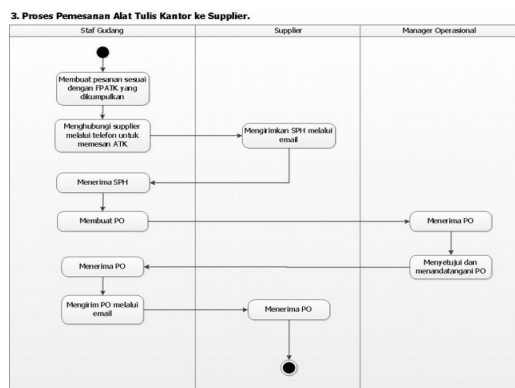 3. Proses Pemesanan Alat Tulis Kantor ke Supplier.
Staf Gudang
Supplier
Manager Operasional
Membuat pesanan sesuai
dengan FPATK yang
dikumpulkan
Menghubungi supplier
melalui telefon untuk
memesan ATK
Mengirimkan SPH melalui
email
Menerima SPH
Membuat PO
Menerima PO
Menyetujui dan
menandatangani PO
Menerima PO
Mengirim PO melalui
email
Menerima PO